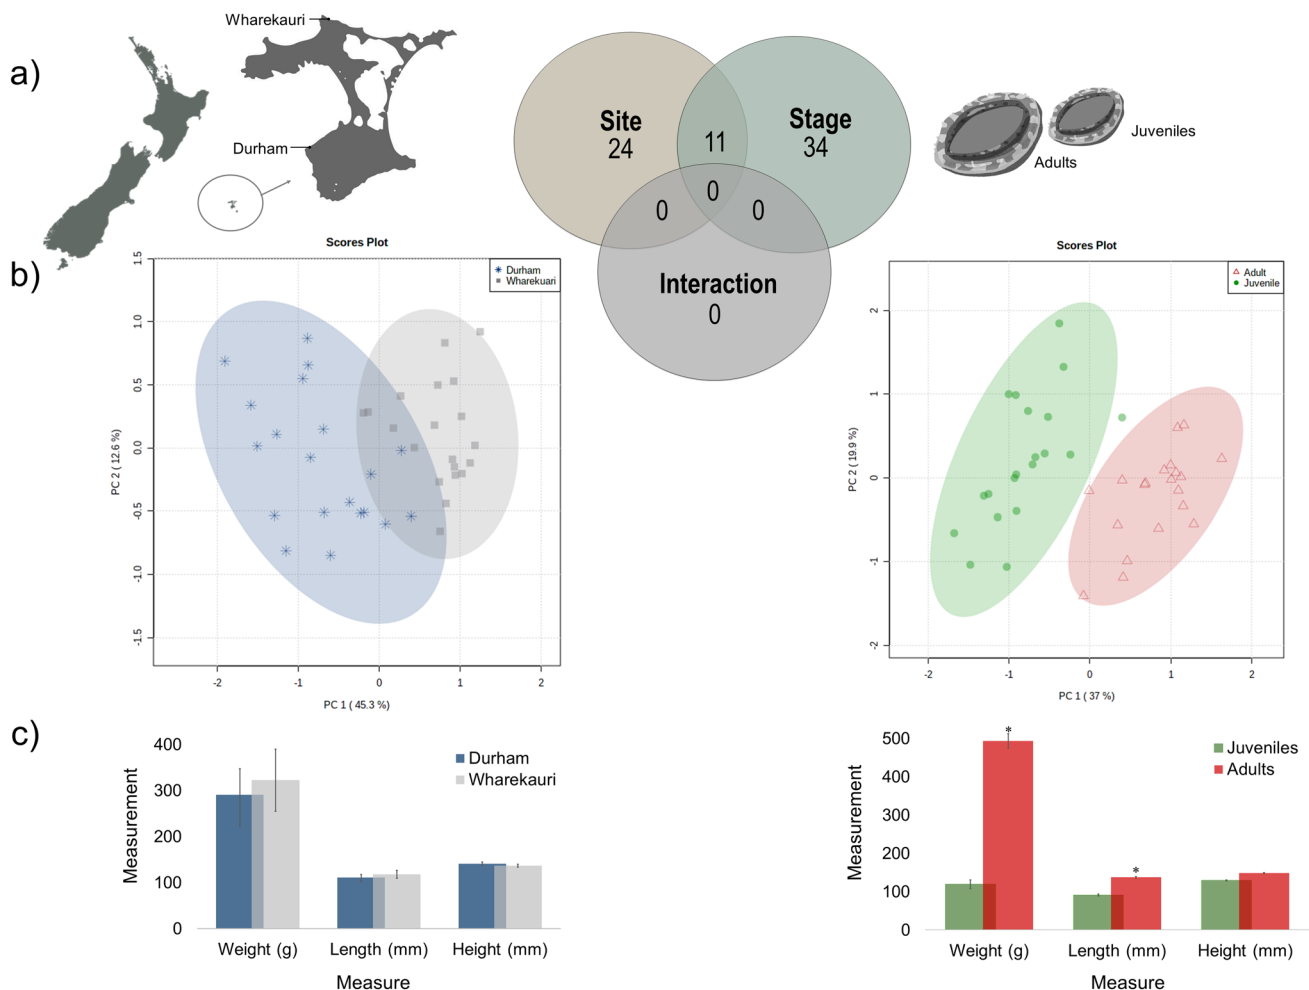 a)
Wharekauri
Durham
Site
24
11
Stage
34
0
0
0
Interaction
0
Adults
Juveniles
b)
Scores Plot
Durham
Wharekuari
PC 2 ( 12.6 %)
1.5
1.0
0.5
0.0
-0.5
-1.0
-1.5
-2
-1
0
1
2
PC 1 ( 45.3 %)
Scores Plot
Adult
Juvenile
PC 2 ( 19.9 %)
2
1
0
-1
-2
-2
-1
0
1
2
PC 1 ( 37 %)
c)
Measurement
400
300
200
100
0
Durham
Wharekauri
Weight (g)
Length (mm)
Height (mm)
Measure
Measurement
500
400
300
200
100
0
*
*
Juveniles
Adults
Weight (g)
Length (mm)
Height (mm)
Measure